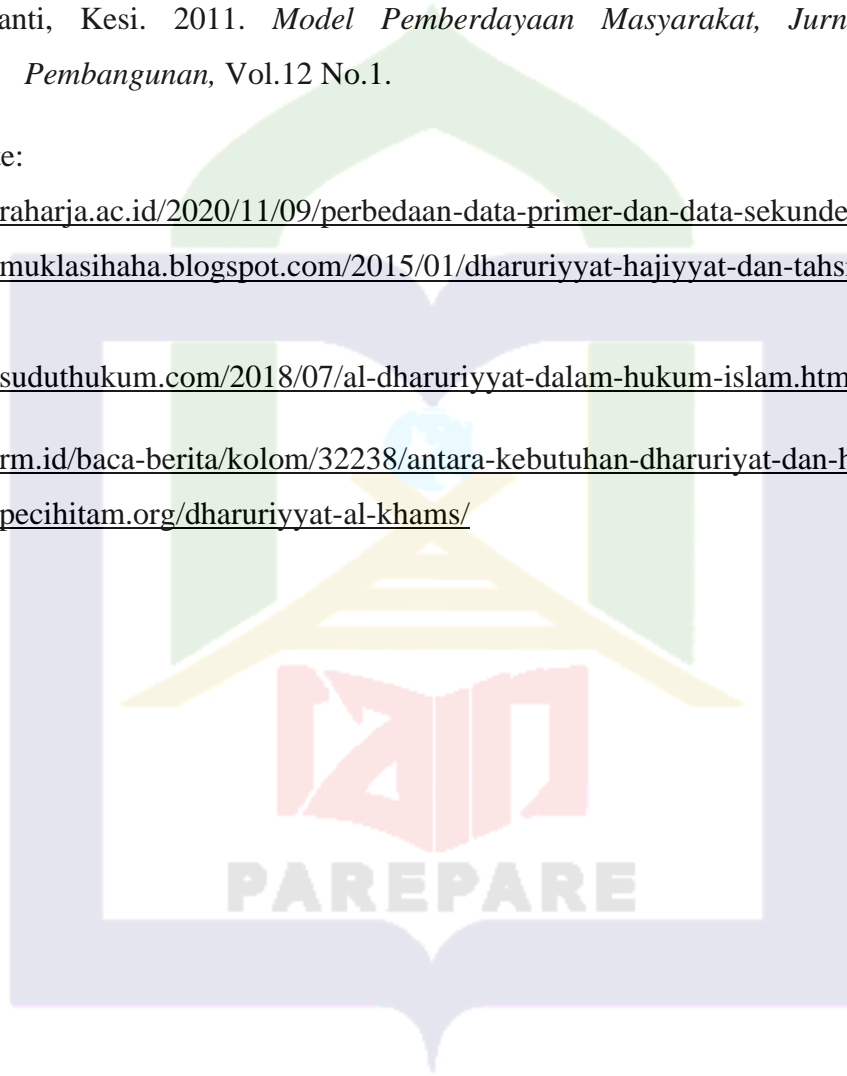 anti, Kesi. 2011. Model Pemberdayaan Masyarakat, Jurn
Pembangunan, Vol.12 No.1.
te:
raharja.ac.id/2020/11/09/perbedaan-data-primer-dan-data-sekunde
muklasihaha.blogspot.com/2015/01/dharuriyyat-hajiyyat-dan-tahsi
suduthukum.com/2018/07/al-dharuriyyat-dalam-hukum-islam.htm
rm.id/baca-berita/kolom/32238/antara-kebutuhan-dharuriyat-dan-h
pecihitam.org/dharuriyyat-al-khams/
iain
PAREPARE